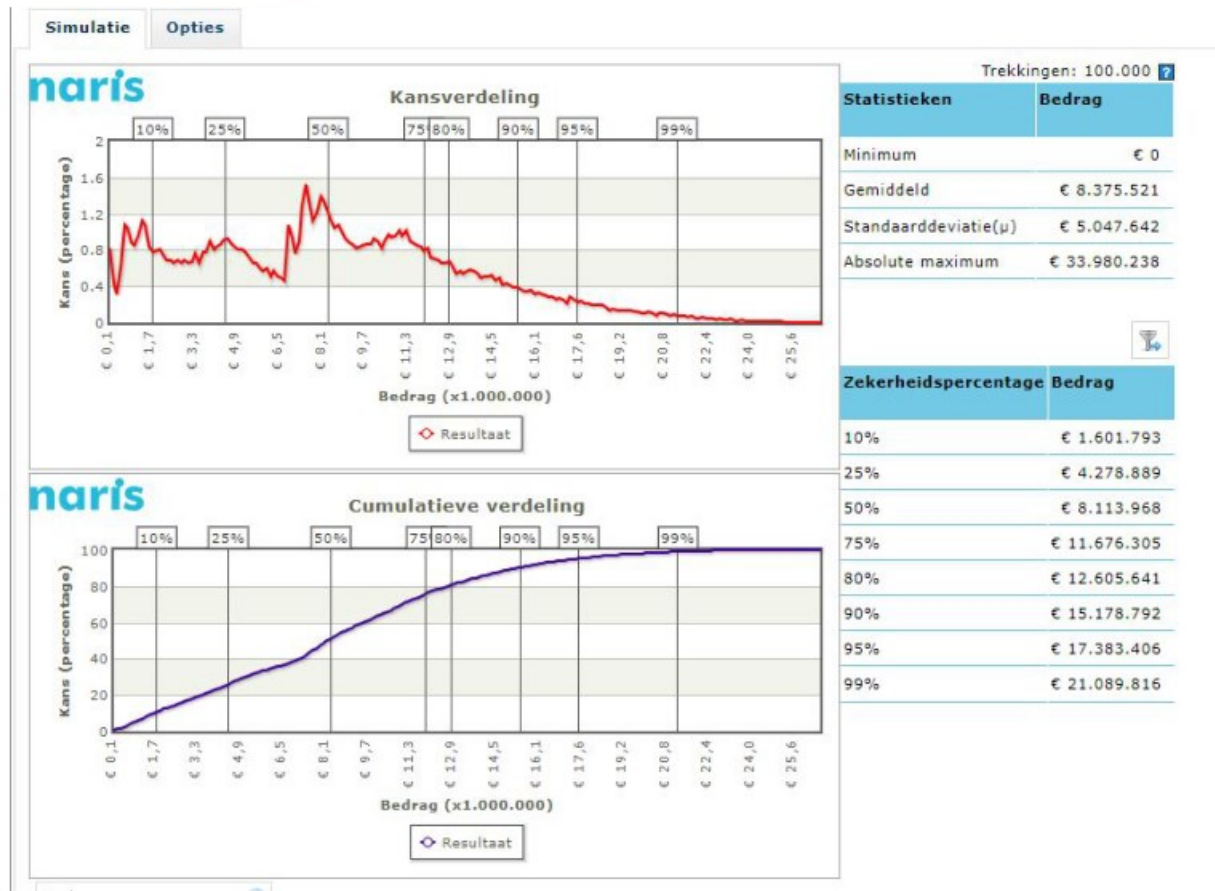 Simulatie Opties
Trekkingen: 100.000 ?
naris
Kansverdeling
10% 25% 50% 75% 80% 90% 95% 99%
2
1.6
1.2
0.8
0.4
0
Kans (percentage)
€ 0,1 € 1,7 € 3,3 € 4,9 € 6,5 € 8,1 € 9,7 € 11,3 € 12,9 € 14,5 € 16,1 € 17,6 € 19,2 € 20,8 € 22,4 € 24,0 € 25,6
Bedrag (x1.000.000)
Resultaat
Statistieken Bedrag
Minimum € 0
Gemiddeld € 8.375.521
Standaarddeviatie(μ) € 5.047.642
Absolute maximum € 33.980.238
Zekerheidspercentage Bedrag
10% € 1.601.793
25% € 4.278.889
50% € 8.113.968
75% € 11.676.305
80% € 12.605.641
90% € 15.178.792
95% € 17.383.406
99% € 21.089.816
naris
Cumulatieve verdeling
10% 25% 50% 75% 80% 90% 95% 99%
100
80
60
40
20
0
Kans (percentage)
€ 0,1 € 1,7 € 3,3 € 4,9 € 6,5 € 8,1 € 9,7 € 11,3 € 12,9 € 14,5 € 16,1 € 17,6 € 19,2 € 20,8 € 22,4 € 24,0 € 25,6
Bedrag (x1.000.000)
Resultaat